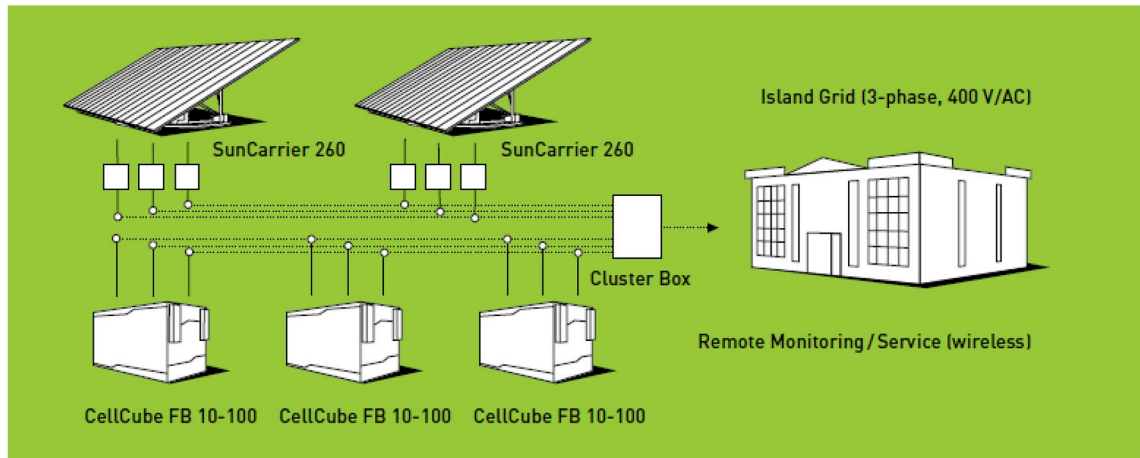 Island Grid (3-phase, 400 V/AC)
SunCarrier 260
SunCarrier 260
Cluster Box
Remote Monitoring / Service (wireless)
CellCube FB 10-100
CellCube FB 10-100
CellCube FB 10-100